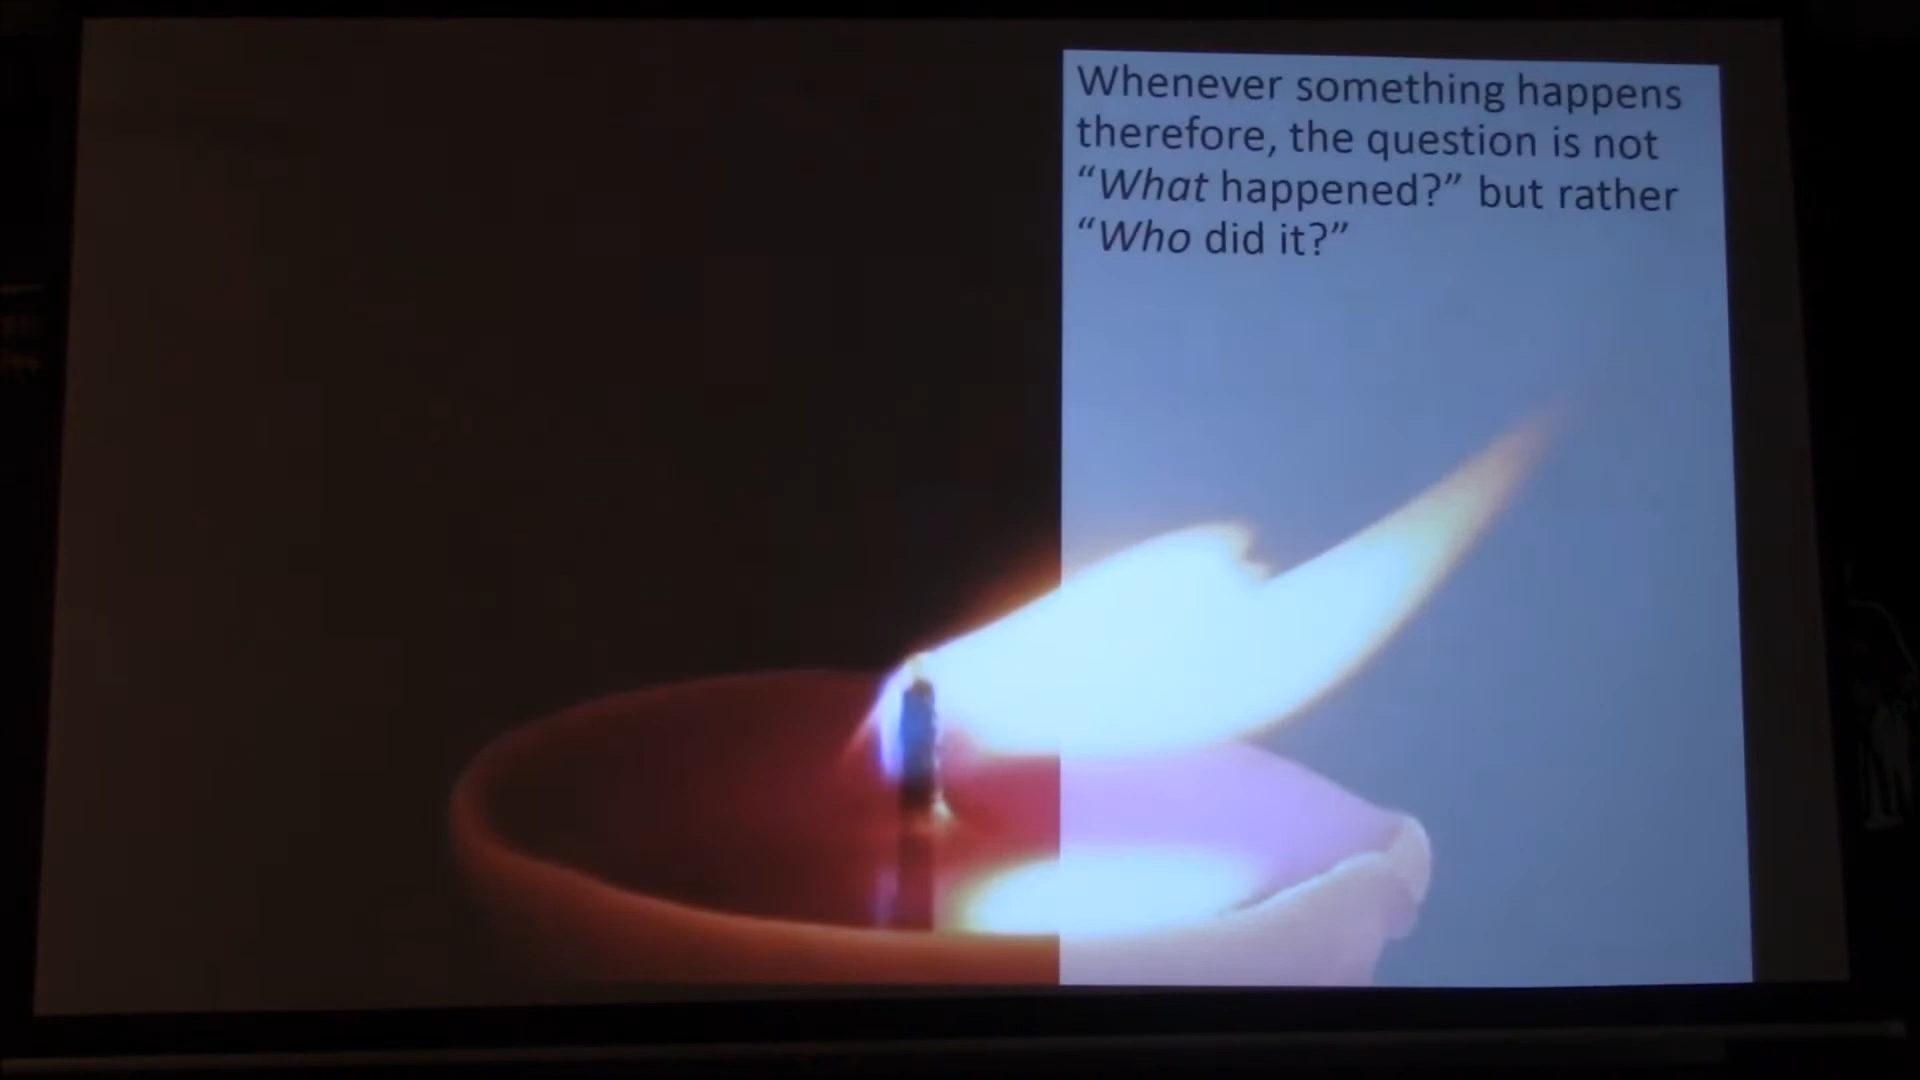 Whenever something happens
therefore, the question is not
“What happened?” but rather
“Who did it?”